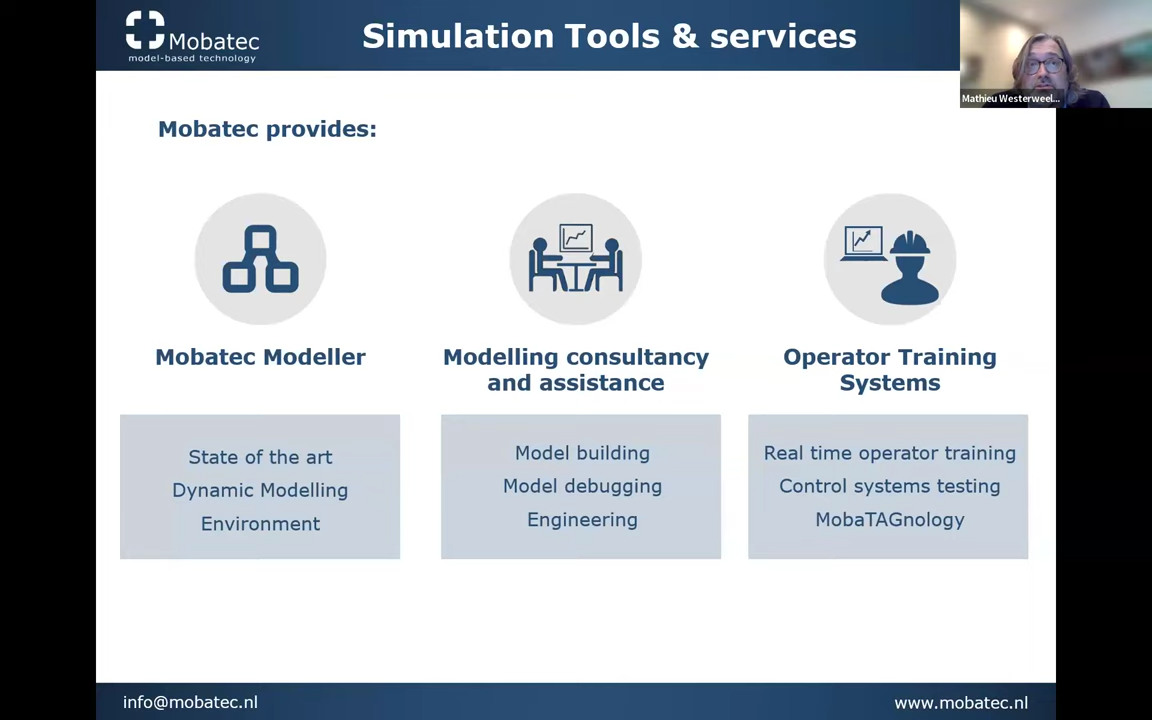 Mobatec
model-based technology
Simulation Tools & services
Mathieu Westerweel...
Mobatec provides:
Mobatec Modeller
State of the art
Dynamic Modelling
Environment
Modelling consultancy
and assistance
Model building
Model debugging
Engineering
Operator Training
Systems
Real time operator training
Control systems testing
MobaTAGnology
info@mobatec.nl
www.mobatec.nl